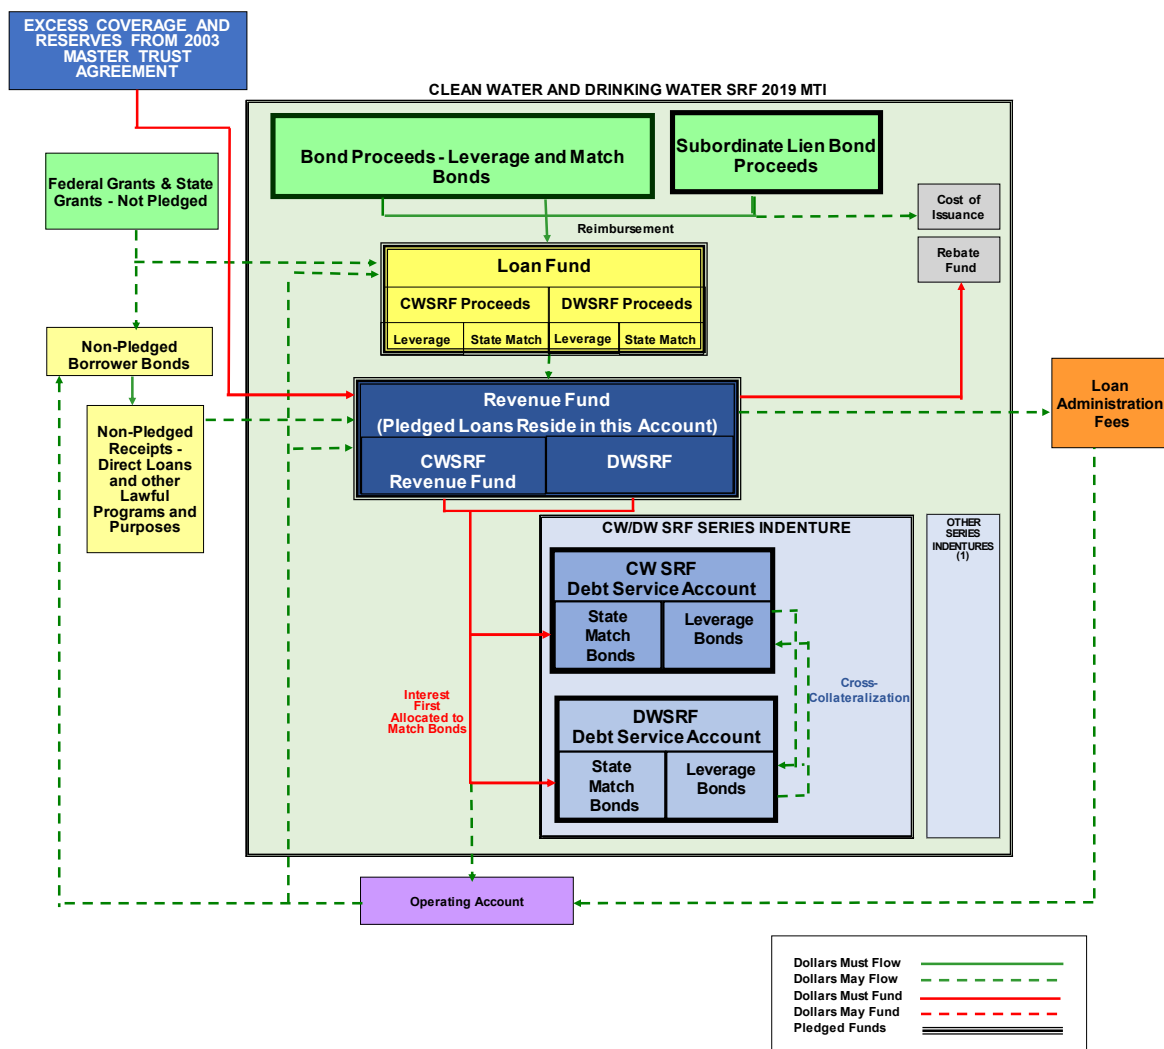 EXCESS COVERAGE AND
RESERVES FROM 2003
MASTER TRUST
AGREEMENT
CLEAN WATER AND DRINKING WATER SRF 2019 MTI
Bond Proceeds - Leverage and Match
Bonds
Subordinate Lien Bond
Proceeds
Federal Grants & State
Grants - Not Pledged
Cost of
Issuance
Reimbursement
Rebate
Fund
Loan Fund
CWSRF Proceeds
DWSRF Proceeds
Leverage
State Match
Leverage
State Match
Non-Pledged
Borrower Bonds
Loan
Administration
Fees
Revenue Fund
(Pledged Loans Reside in this Account)
CWSRF
Revenue Fund
DWSRF
Non-Pledged
Receipts -
Direct Loans
and other
Lawful
Programs and
Purposes
CW/DW SRF SERIES INDENTURE
OTHER
SERIES
INDENTURES
(1)
CW SRF
Debt Service Account
State
Match
Bonds
Leverage
Bonds
Cross-
Collateralization
Interest
First
Allocated to
Match Bonds
DWSRF
Debt Service Account
State
Match
Bonds
Leverage
Bonds
Operating Account
Dollars Must Flow
Dollars May Flow
Dollars Must Fund
Dollars May Fund
Pledged Funds